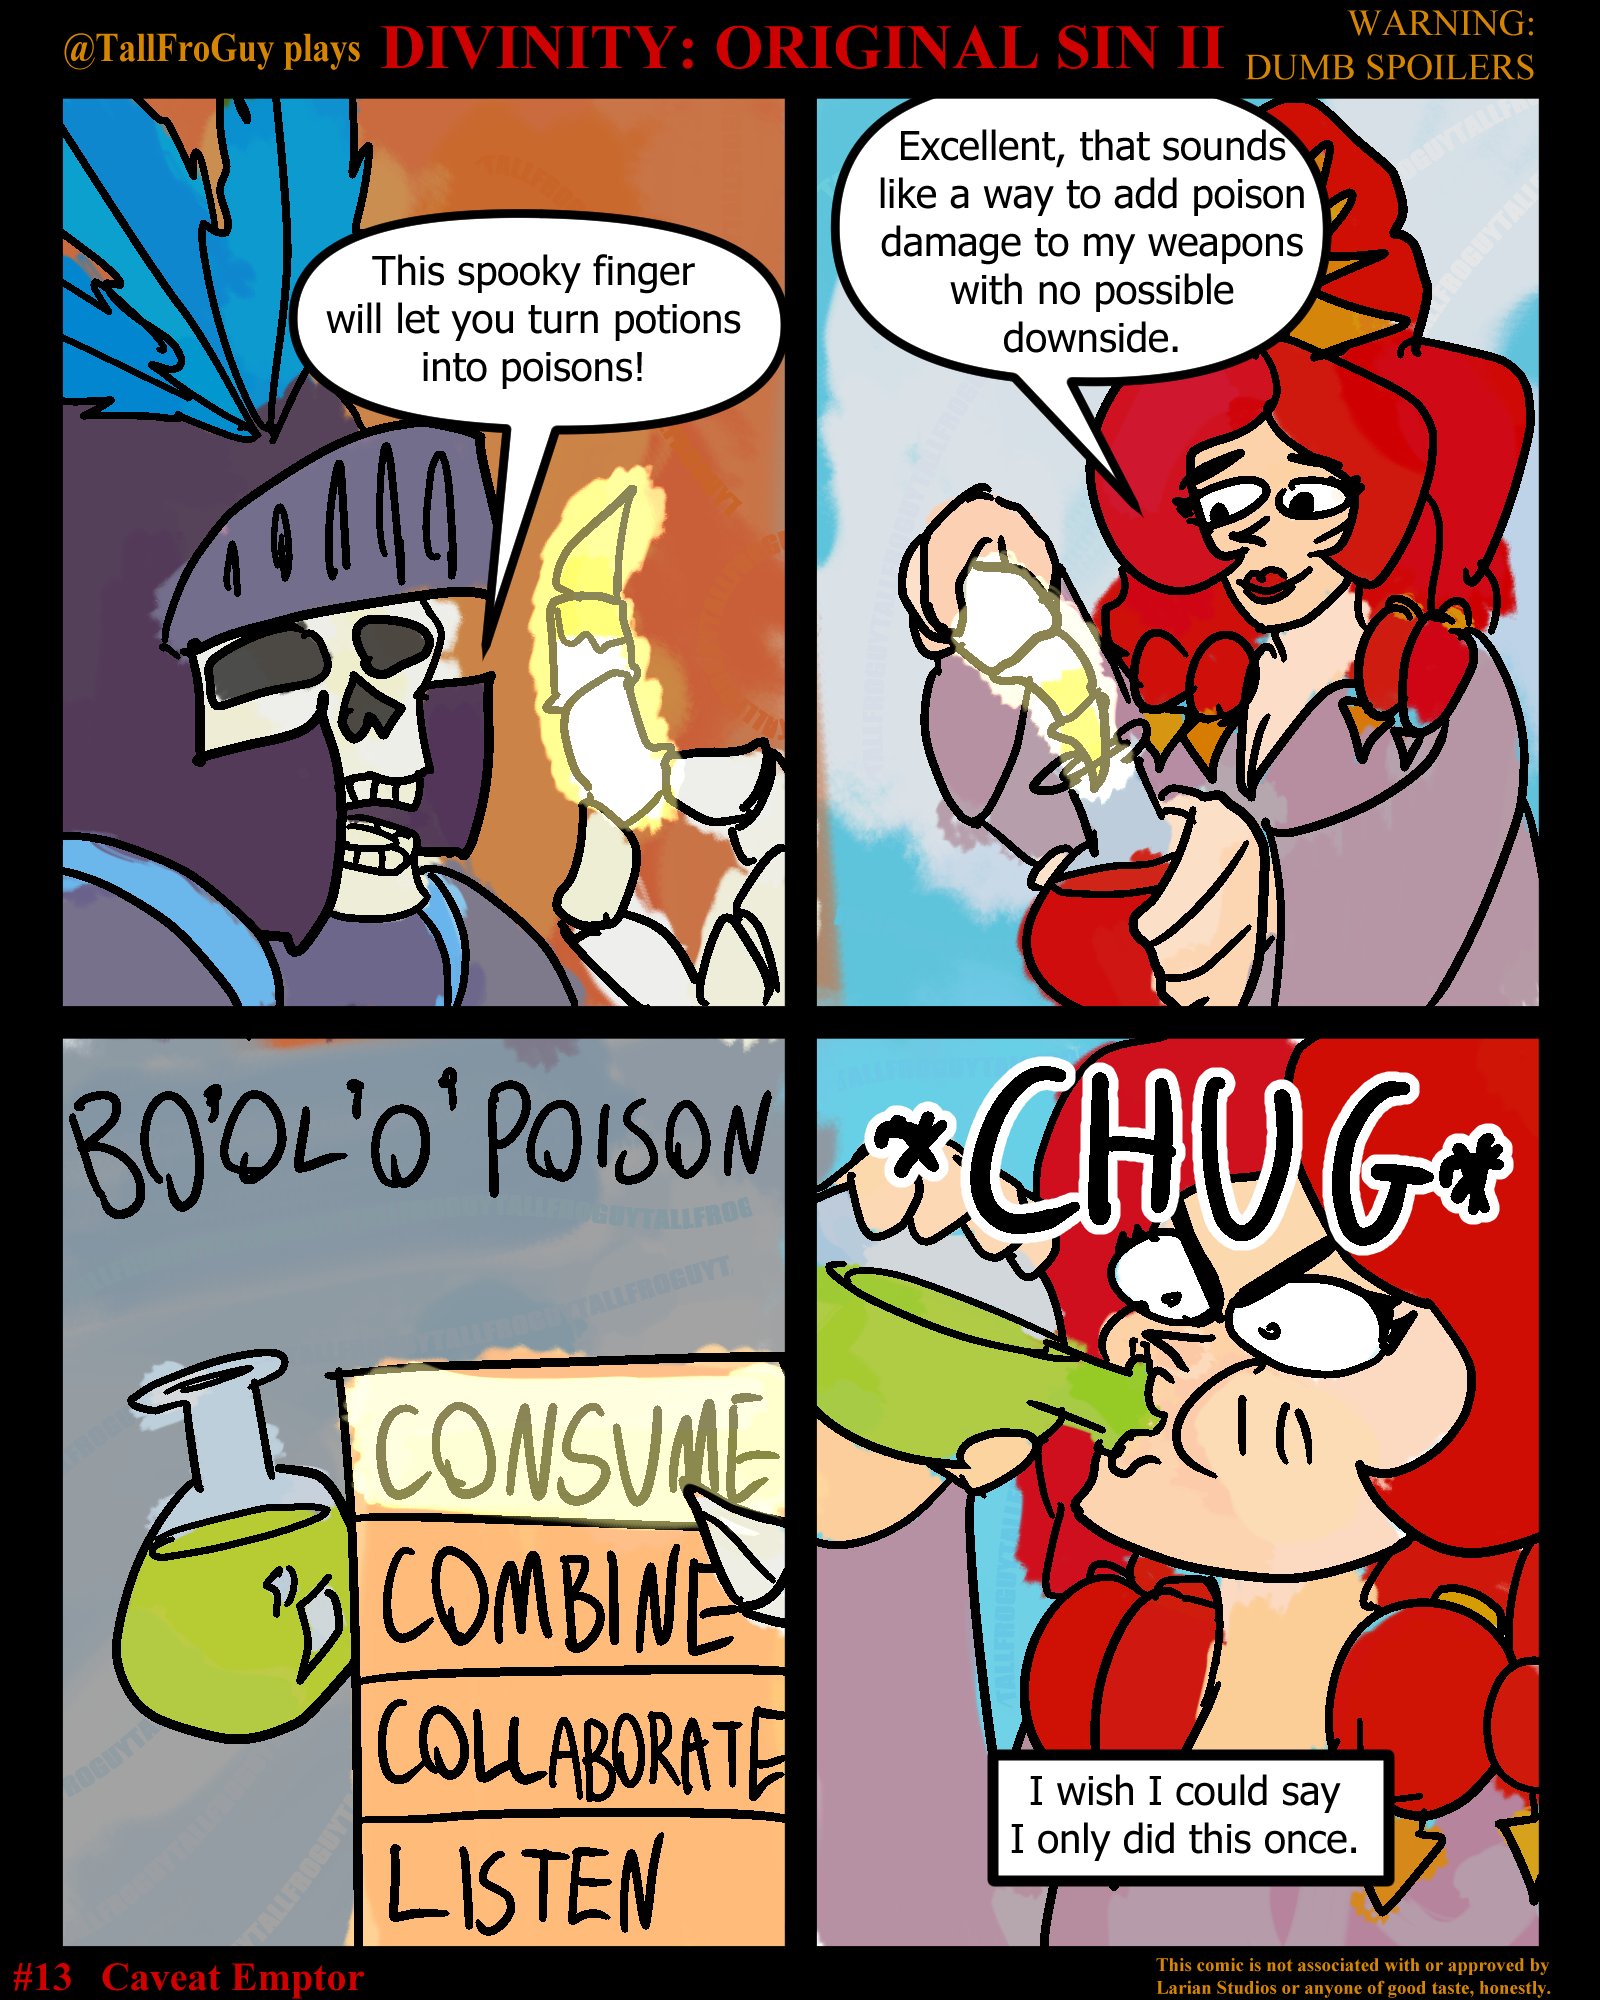 @TallFroGuy plays DIVINITY: ORIGINAL SIN II
WARNING:
DUMB SPOILERS
This spooky finger
will let you turn potions
into poisons!
Excellent, that sounds
like a way to add poison
damage to my weapons
with no possible
downside.
BO'OL'O' POISON
CONSUME
COMBINE
COLLABORATE
LISTEN
*CHUG*
I wish I could say
I only did this once.
#13 Caveat Emptor
This comic is not associated with or approved by
Larian Studios or anyone of good taste, honestly.